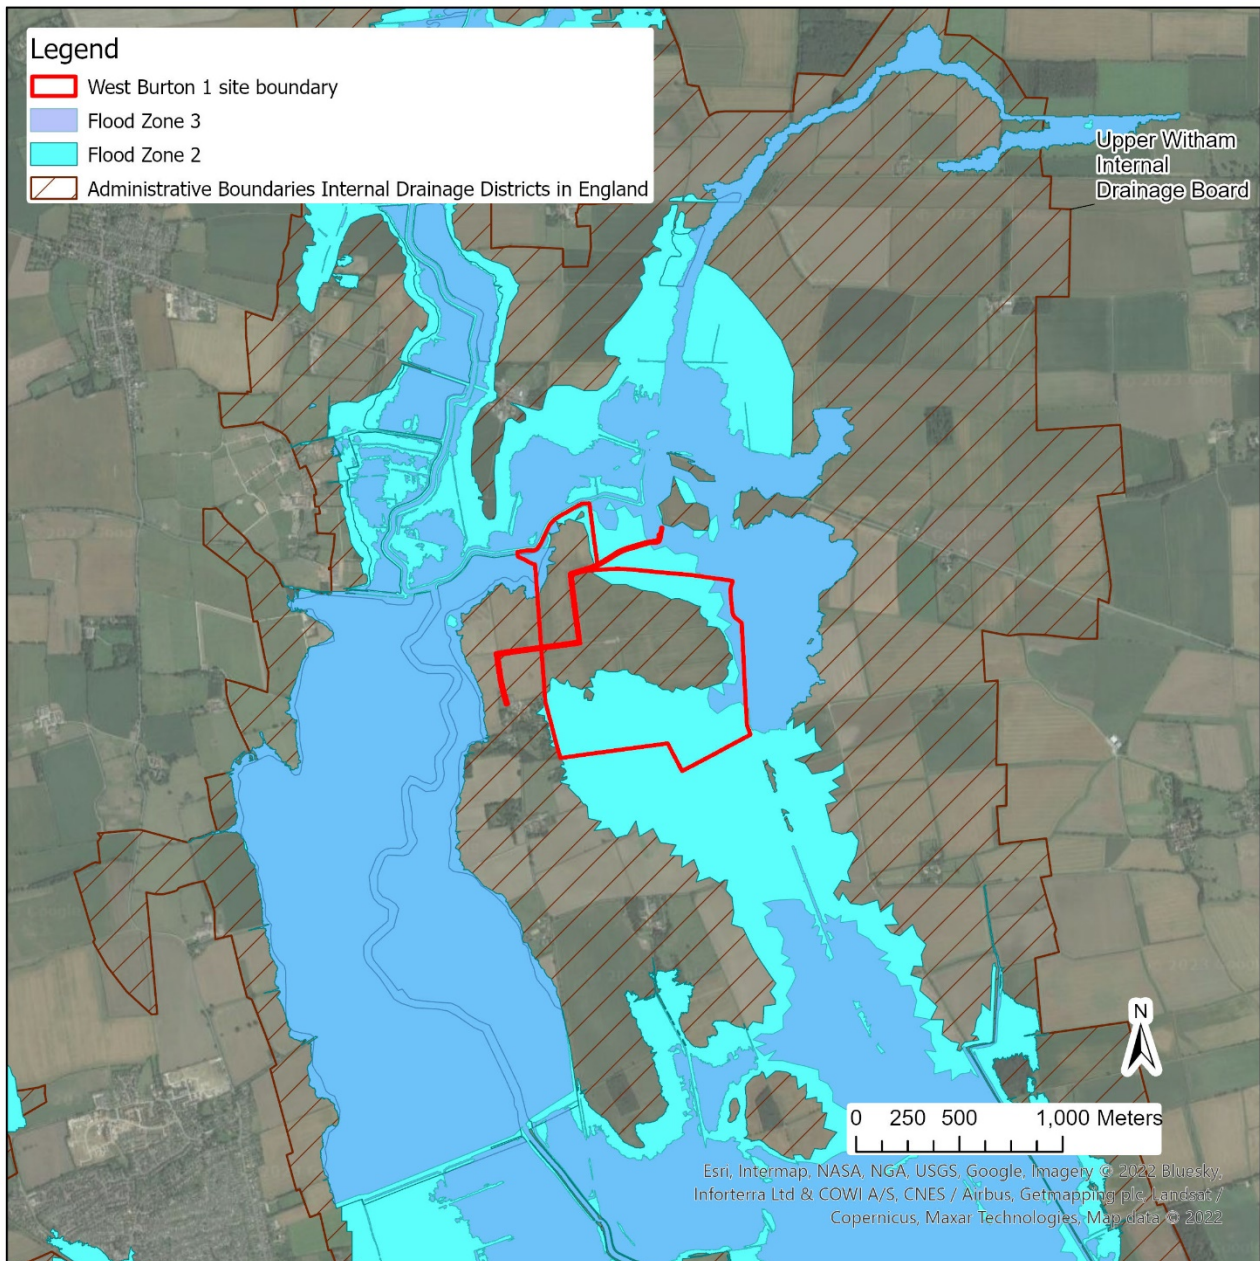 Legend
West Burton 1 site boundary
Flood Zone 3
Flood Zone 2
Administrative Boundaries Internal Drainage Districts in England
Upper Witham
Internal
Drainage Board
N
0 250 500 1,000 Meters
Esri, Intermap, NASA, NGA, USGS, Google, Imagery © 2022 Bluesky,
Inforterra Ltd & COWI A/S, CNES / Airbus, Getmapping plc, Landsat /
Copernicus, Maxar Technologies, Map data © 2022